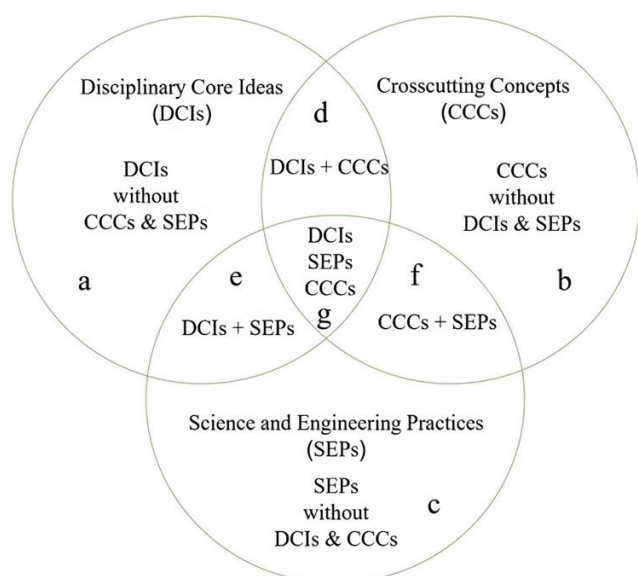 Disciplinary Core Ideas
(DCIs)
Crosscutting Concepts
(CCCs)
d
DCIs + CCCs
DCIs
without
CCCs & SEPs
CCCs
without
DCIs & SEPs
a
b
DCIs
SEPs
CCCs
g
e
DCIs + SEPs
f
CCCs + SEPs
Science and Engineering Practices
(SEPs)
SEPs
without
DCIs & CCCs
c